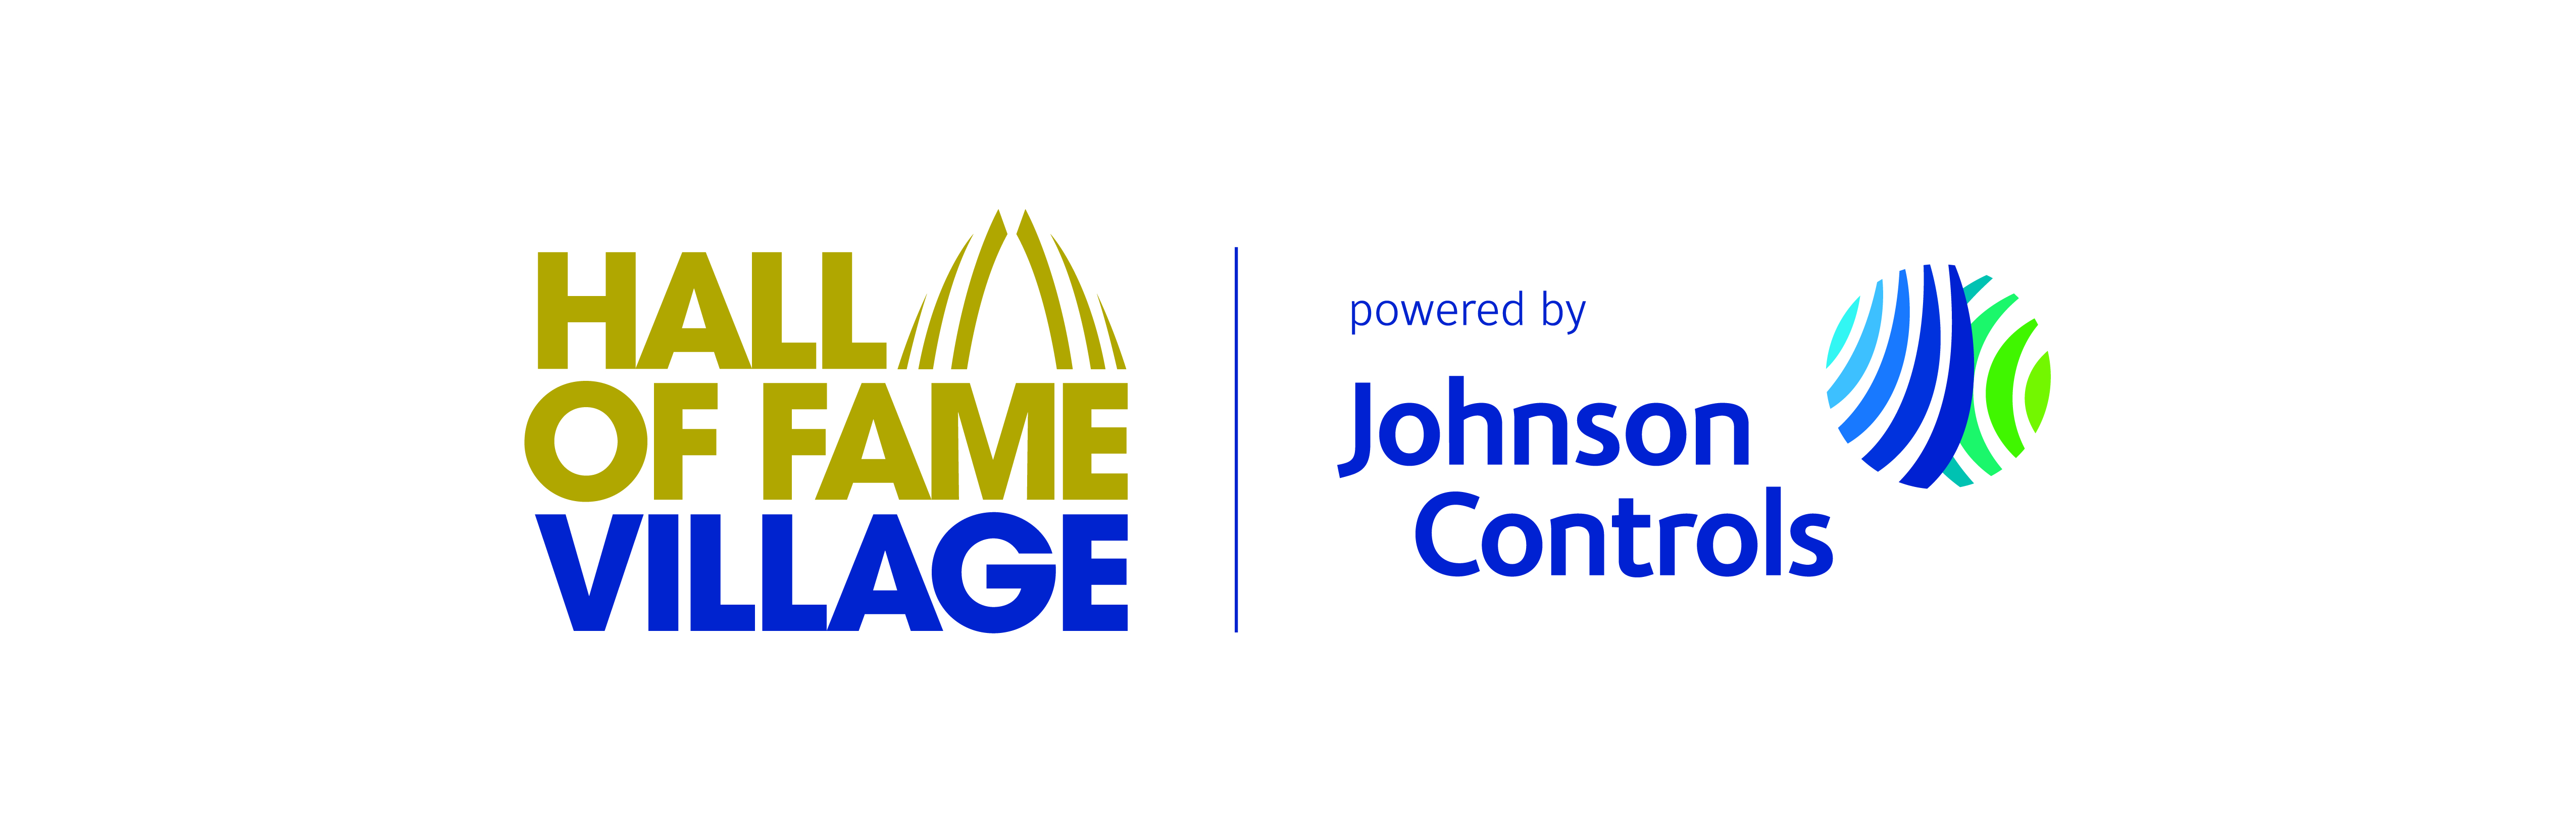 HALL
OF FAME
VILLAGE
powered by
Johnson
Controls